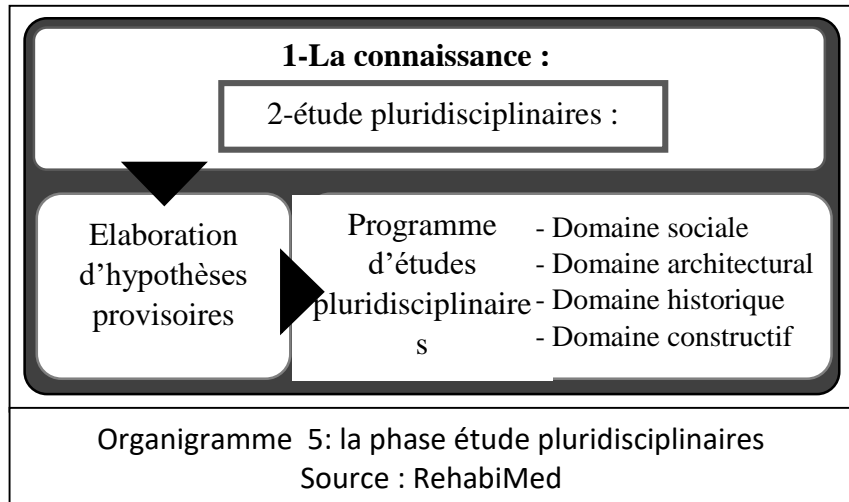 1-La connaissance :
2-étude pluridisciplinaires :
Elaboration
d’hypothèses
provisoires
Programme
d’études
pluridisciplinaire
s
- Domaine sociale
- Domaine architectural
- Domaine historique
- Domaine constructif
Organigramme  5: la phase étude pluridisciplinaires
Source : RehabiMed